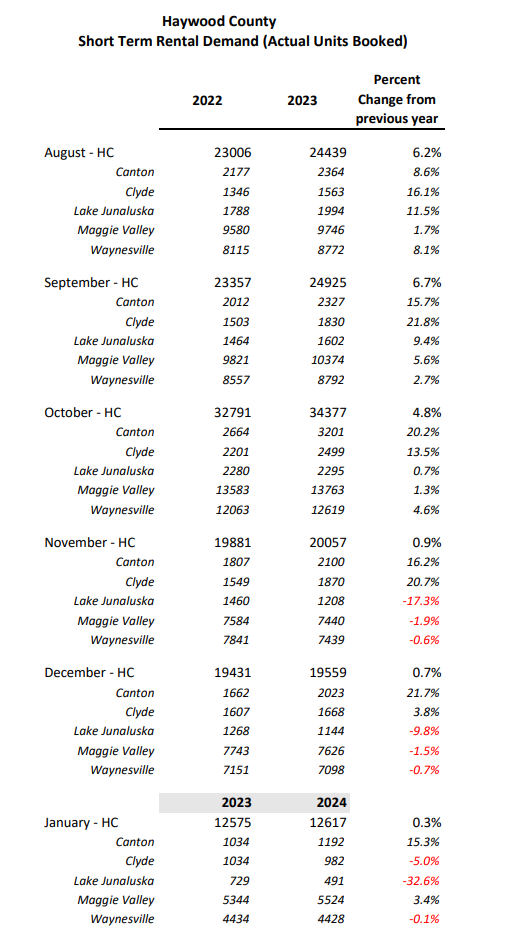 Haywood County
Short Term Rental Demand (Actual Units Booked)
Percent
2022 2023 Change from
previous year
August - HC 23006 24439 6.2%
Canton 2177 2364 8.6%
Clyde 1346 1563 16.1%
Lake Junaluska 1788 1994 11.5%
Maggie Valley 9580 9746 1.7%
Waynesville 8115 8772 8.1%
September - HC 23357 24925 6.7%
Canton 2012 2327 15.7%
Clyde 1503 1830 21.8%
Lake Junaluska 1464 1602 9.4%
Maggie Valley 9821 10374 5.6%
Waynesville 8557 8792 2.7%
October - HC 32791 34377 4.8%
Canton 2664 3201 20.2%
Clyde 2201 2499 13.5%
Lake Junaluska 2280 2295 0.7%
Maggie Valley 13583 13763 1.3%
Waynesville 12063 12619 4.6%
November - HC 19881 20057 0.9%
Canton 1807 2100 16.2%
Clyde 1549 1870 20.7%
Lake Junaluska 1460 1208 -17.3%
Maggie Valley 7584 7440 -1.9%
Waynesville 7841 7439 -0.6%
December - HC 19431 19559 0.7%
Canton 1662 2023 21.7%
Clyde 1607 1668 3.8%
Lake Junaluska 1268 1144 -9.8%
Maggie Valley 7743 7626 -1.5%
Waynesville 7151 7098 -0.7%
2023 2024
January - HC 12575 12617 0.3%
Canton 1034 1192 15.3%
Clyde 1034 982 -5.0%
Lake Junaluska 729 491 -32.6%
Maggie Valley 5344 5524 3.4%
Waynesville 4434 4428 -0.1%